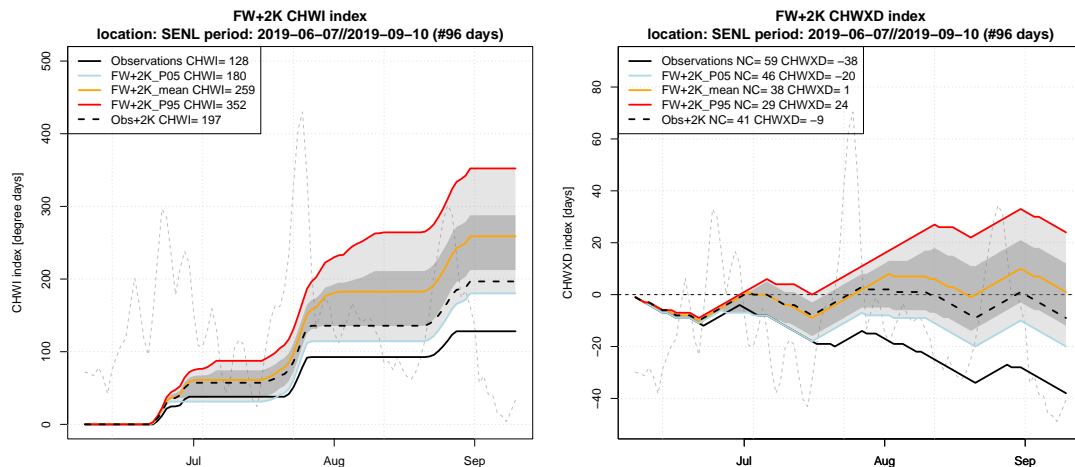 FW+2K CHWI index
location: SENL period: 2019−06−07//2019−09−10 (#96 days)
Observations CHWI= 128
FW+2K_P05 CHWI= 180
FW+2K_mean CHWI= 259
FW+2K_P95 CHWI= 352
Obs+2K CHWI= 197
CHWI index [degree days]
500
400
300
200
100
0
Jul
Aug
Sep
FW+2K CHWXD index
location: SENL period: 2019−06−07//2019−09−10 (#96 days)
Observations NC= 59 CHWXD= −38
FW+2K_P05 NC= 46 CHWXD= −20
FW+2K_mean NC= 38 CHWXD= 1
FW+2K_P95 NC= 29 CHWXD= 24
Obs+2K NC= 41 CHWXD= −9
CHWXD index [days]
80
60
40
20
0
−20
−40
Jul
Aug
Sep